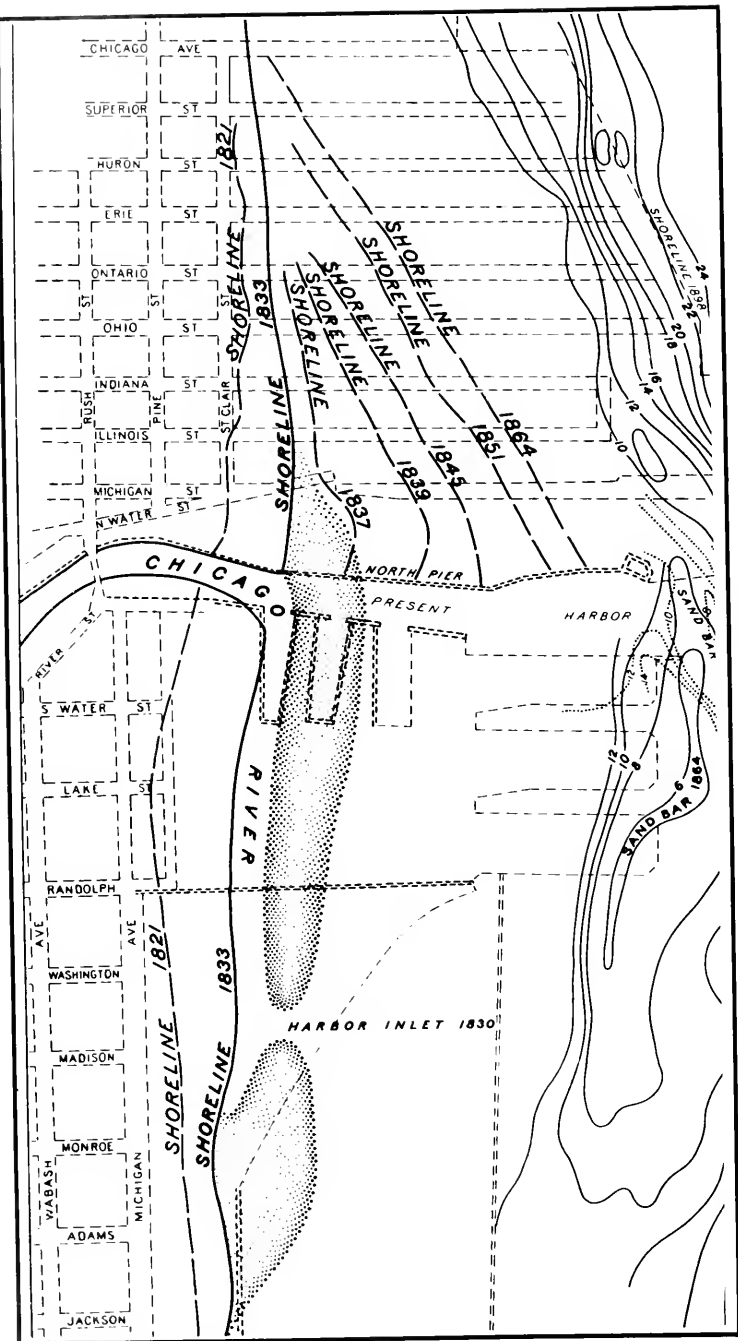 CHICAGO AVE
SUPERIOR ST
HURON ST
ERIE ST
ONTARIO ST
OHIO ST
INDIANA ST
ILLINOIS ST
MICHIGAN ST
N WATER ST
RUSH ST
PINE ST
ST CLAIR ST
SHORELINE 1821
SHORELINE 1833
SHORELINE 1837
SHORELINE 1839
SHORELINE 1845
SHORELINE 1851
SHORELINE 1864
SHORELINE 1898
24
22
20
18
16
14
12
10
CHICAGO RIVER
NORTH PIER
PRESENT HARBOR
SAND BAR
8
10
RIVER ST
S WATER ST
LAKE ST
12
10
8
6
SAND BAR 1864
RANDOLPH
WABASH AVE
MICHIGAN AVE
WASHINGTON
SHORELINE 1821
SHORELINE 1833
HARBOR INLET 1830
MADISON
MONROE
ADAMS
JACKSON